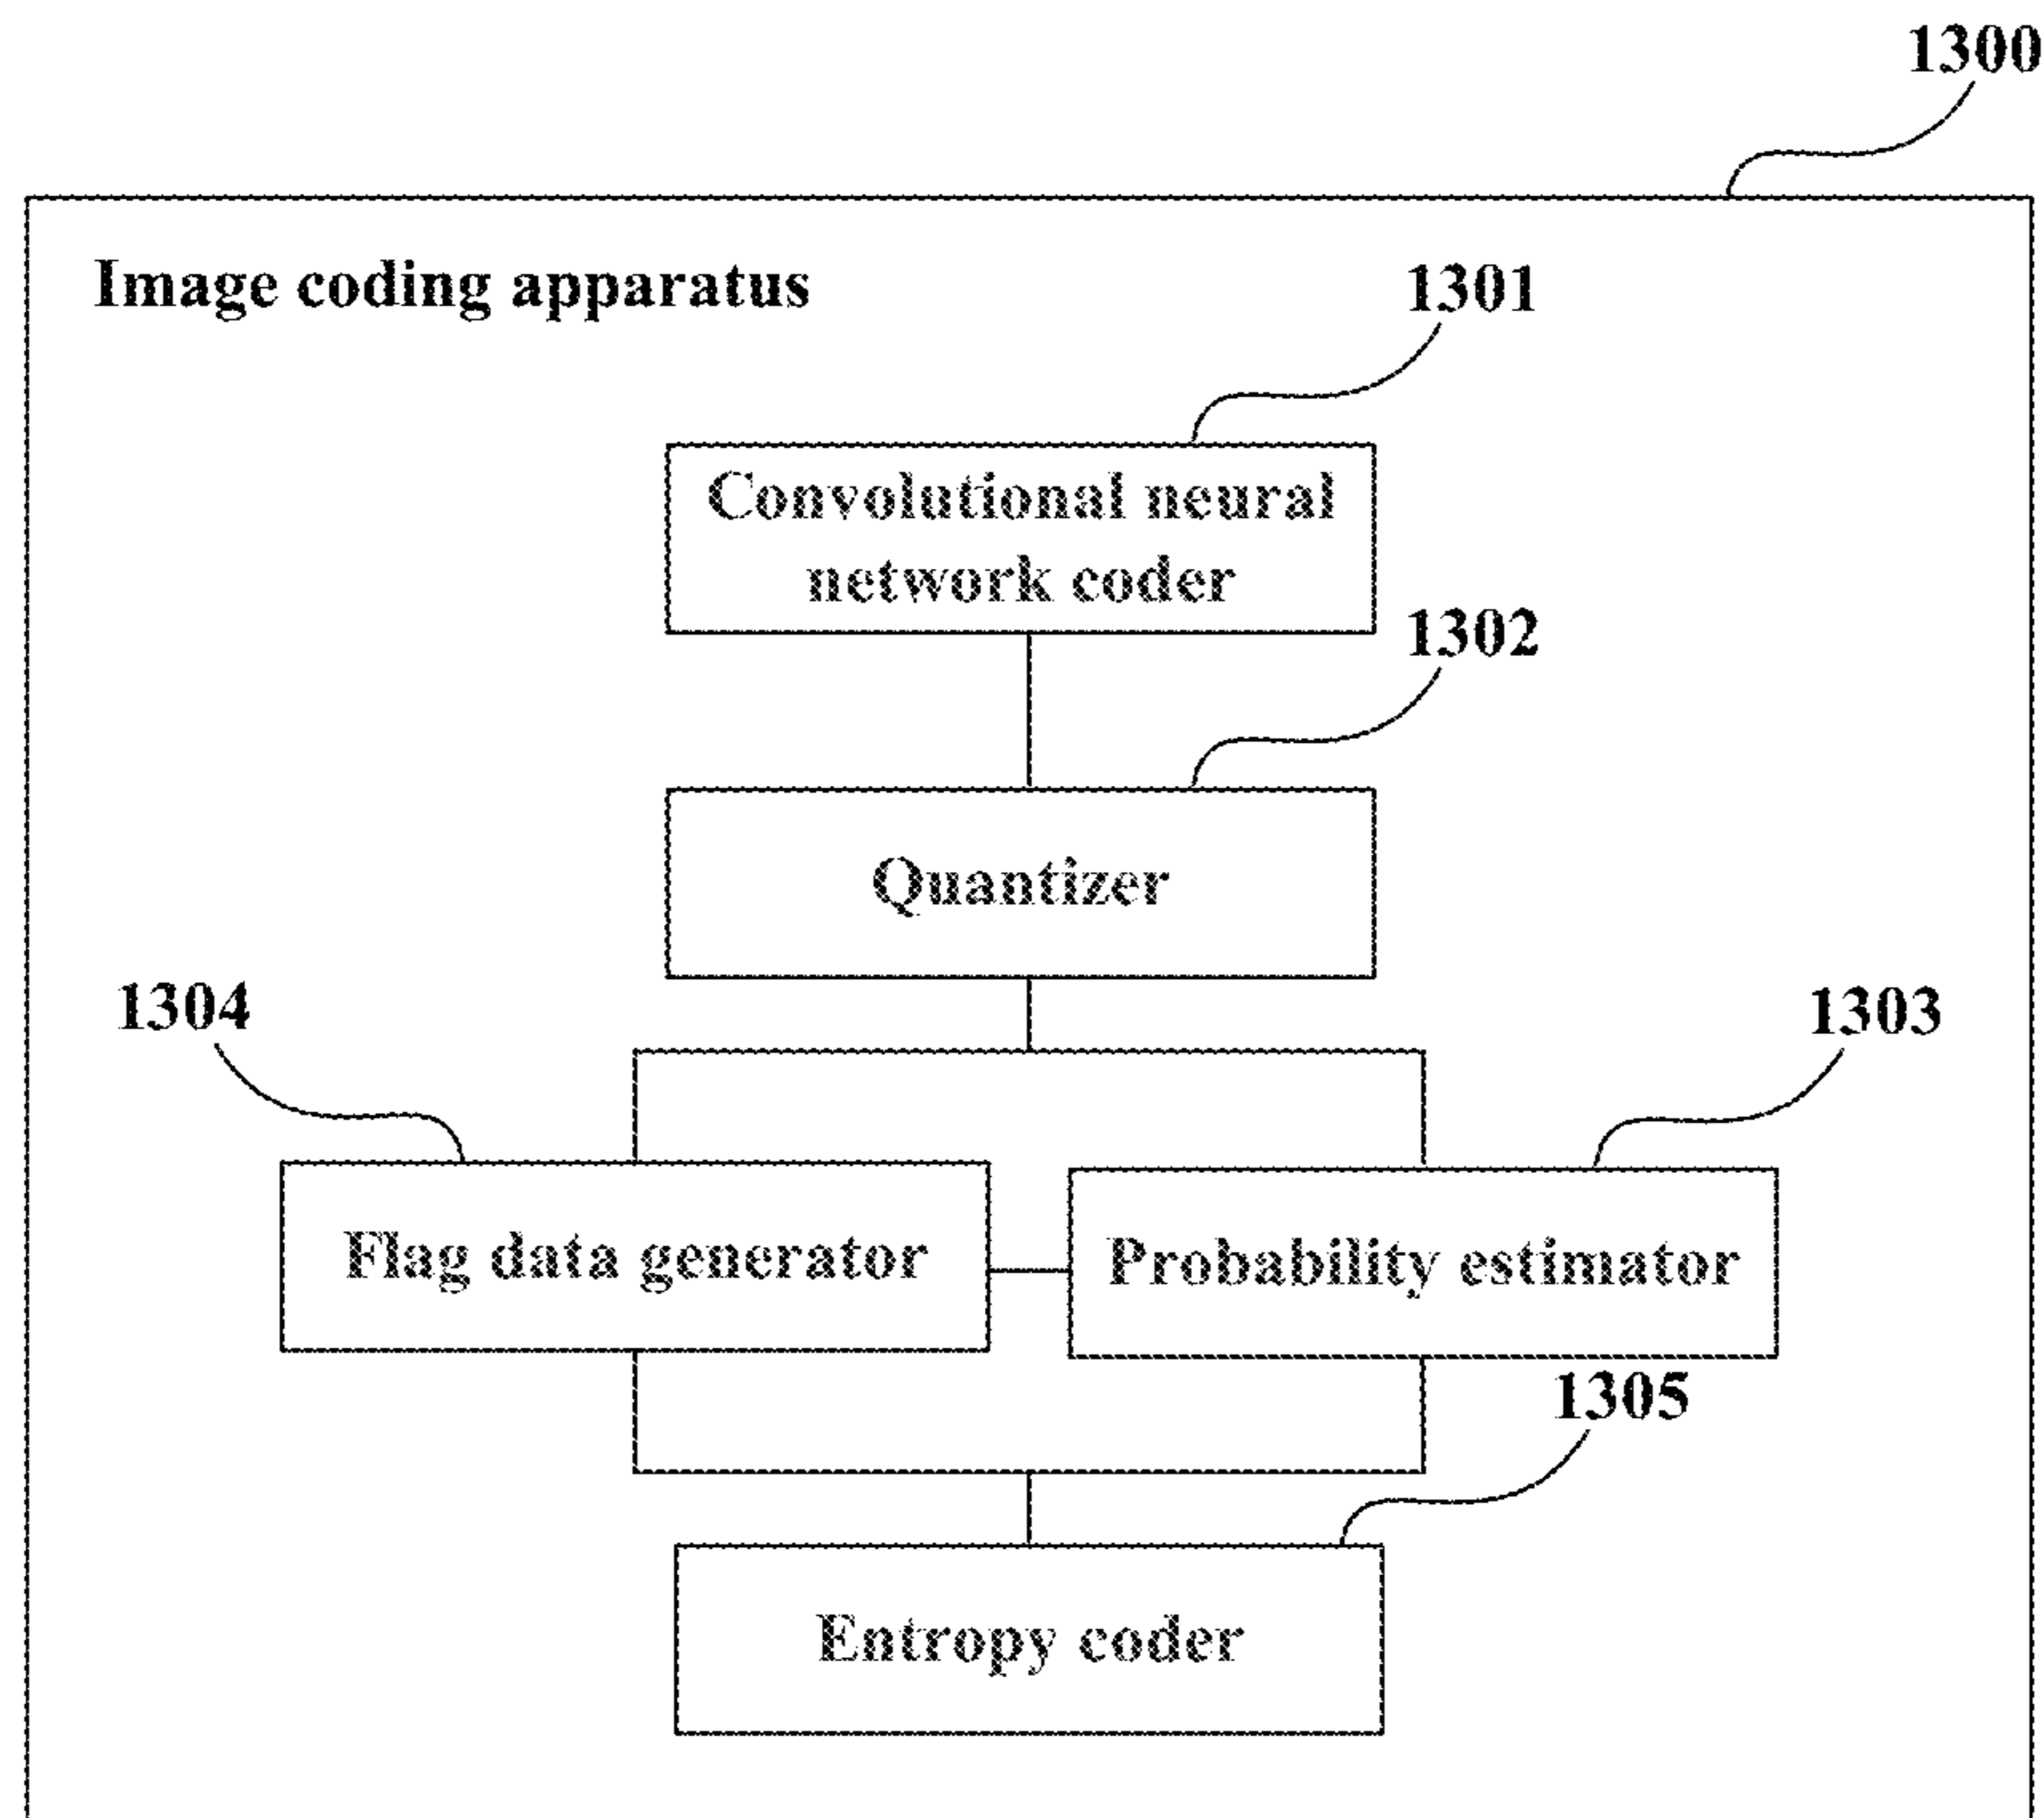 1300
Image coding apparatus
1301
Convolutional neural
network coder
1302
Quantizer
1304
1303
Flag data generator
Probability estimator
1305
Entropy coder